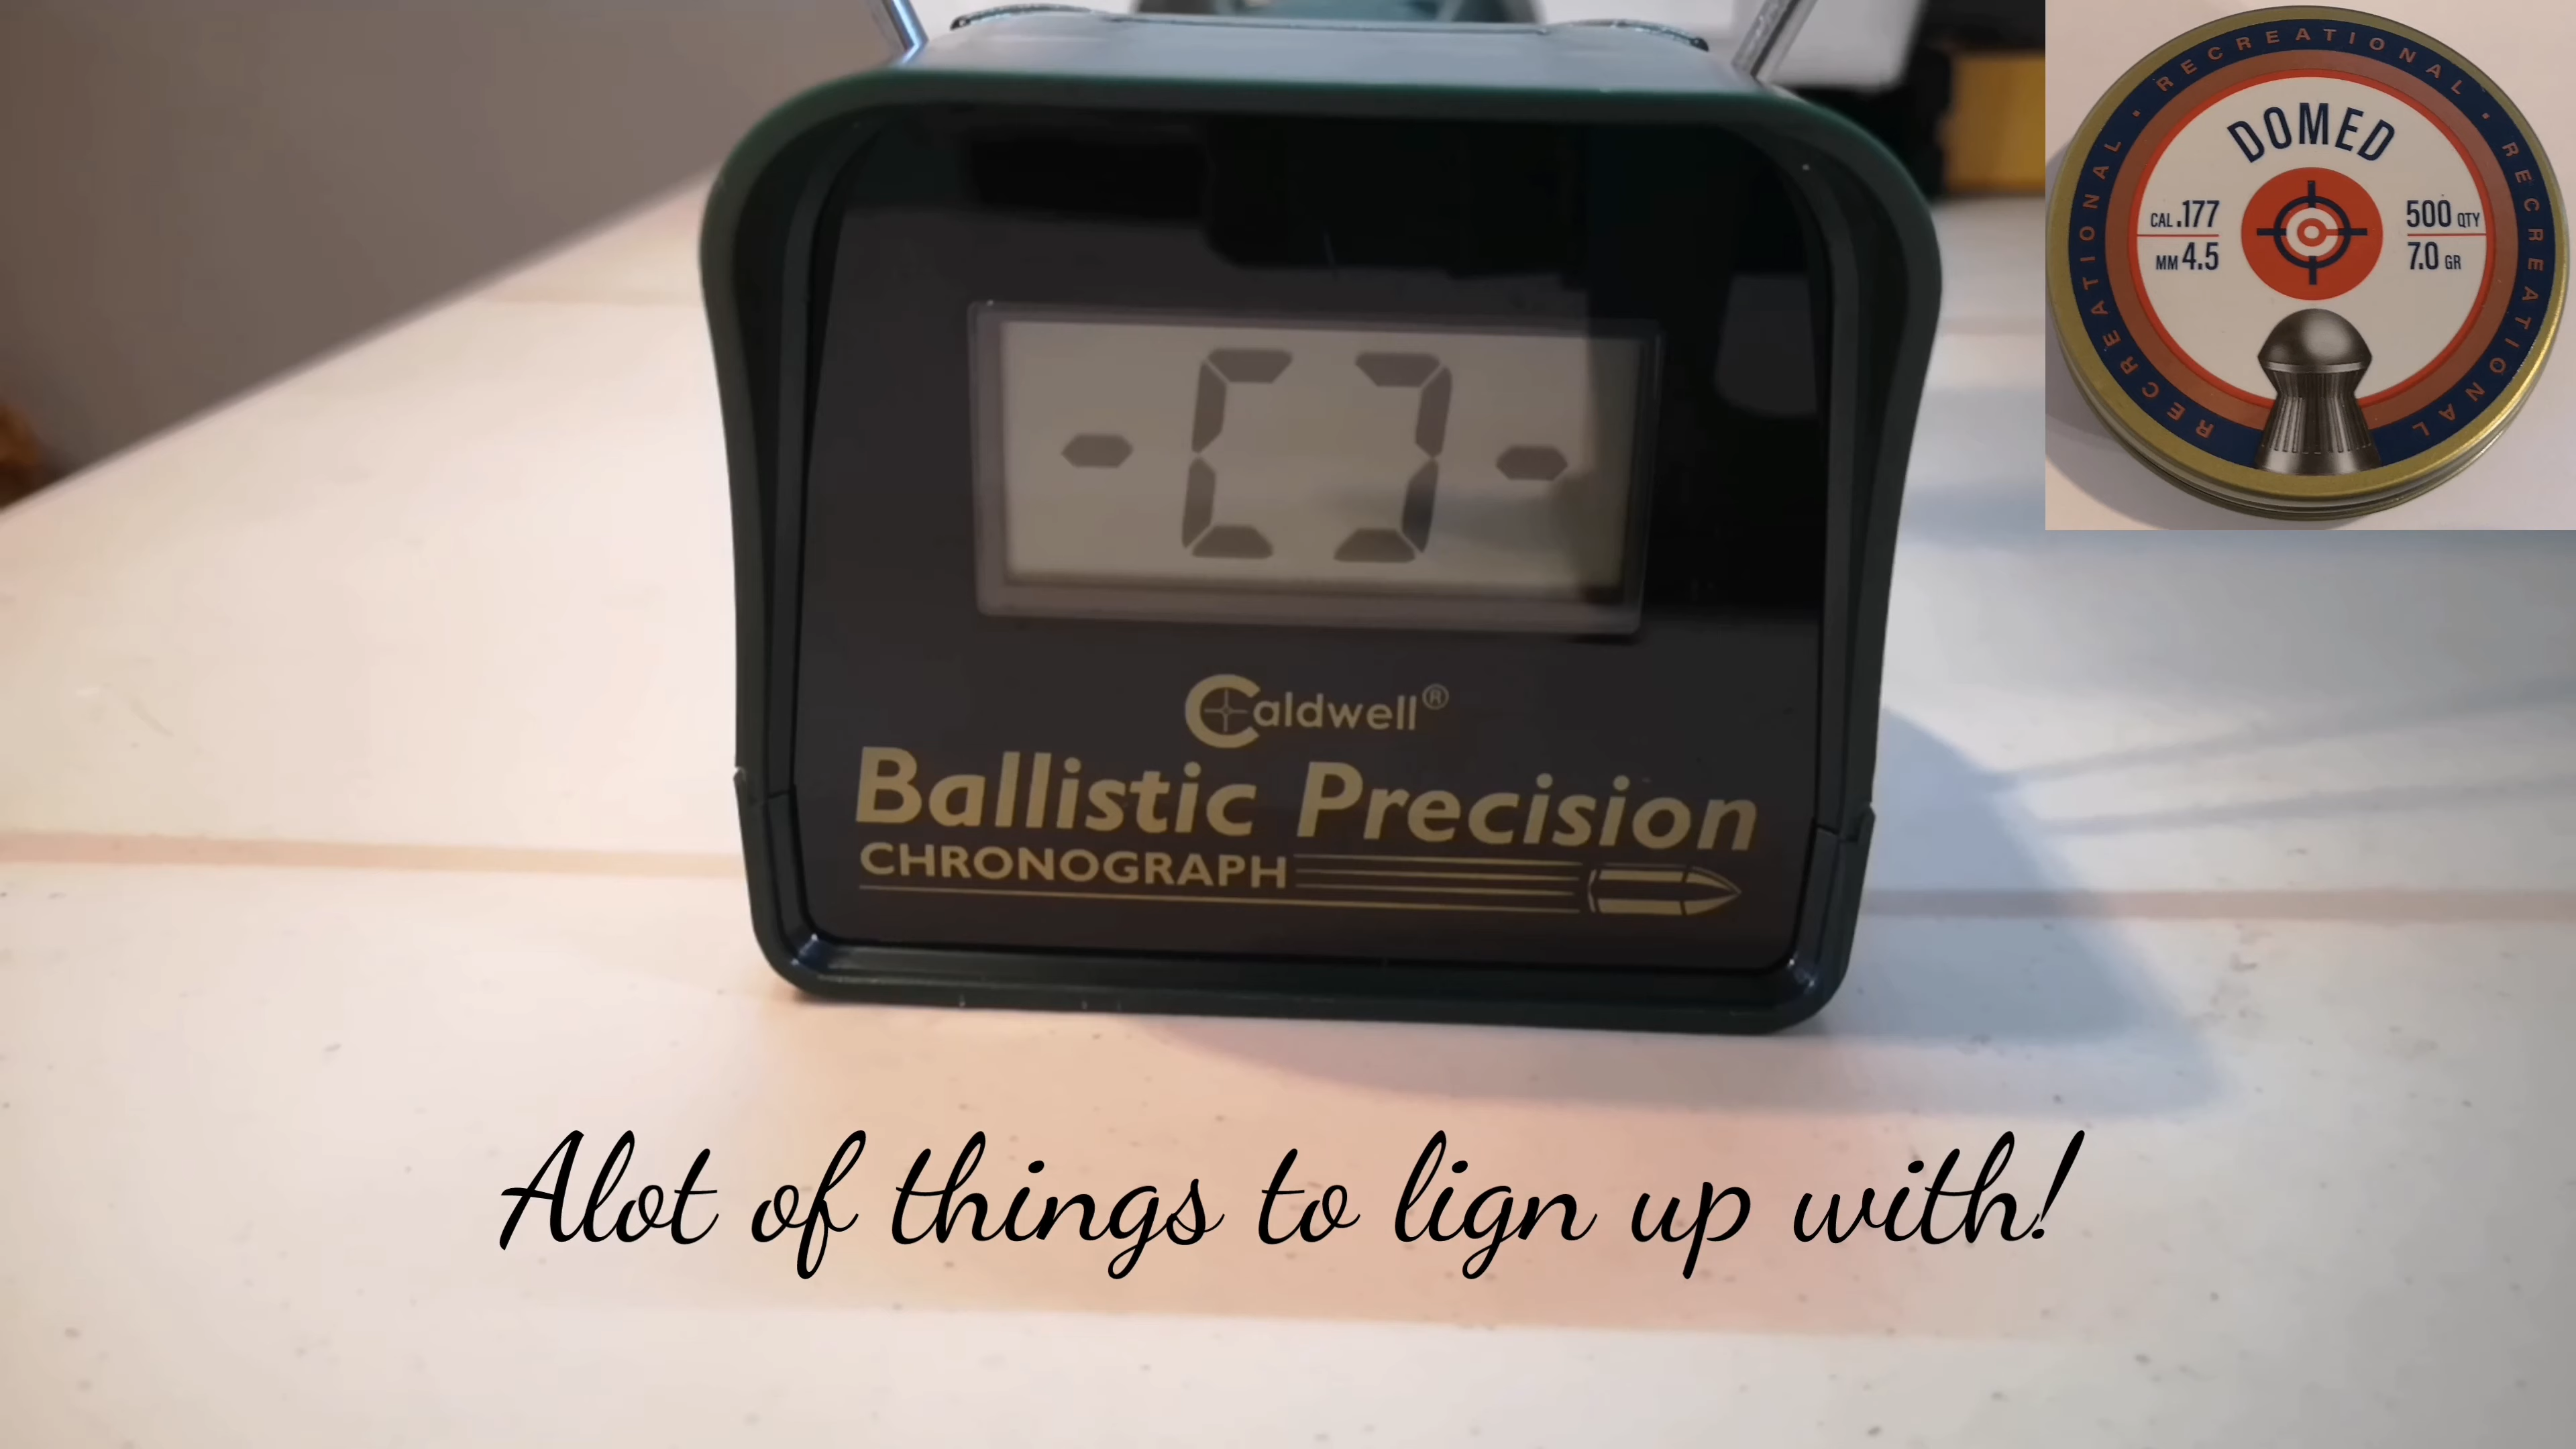 - [ ] -
Caldwell®
Ballistic Precision
CHRONOGRAPH
Alot of things to lign up with!
RECREATIONAL • RECREATIONAL • RECREATIONAL • RECREATIONAL
DOMED
CAL .177
MM 4.5
500 QTY
7.0 GR